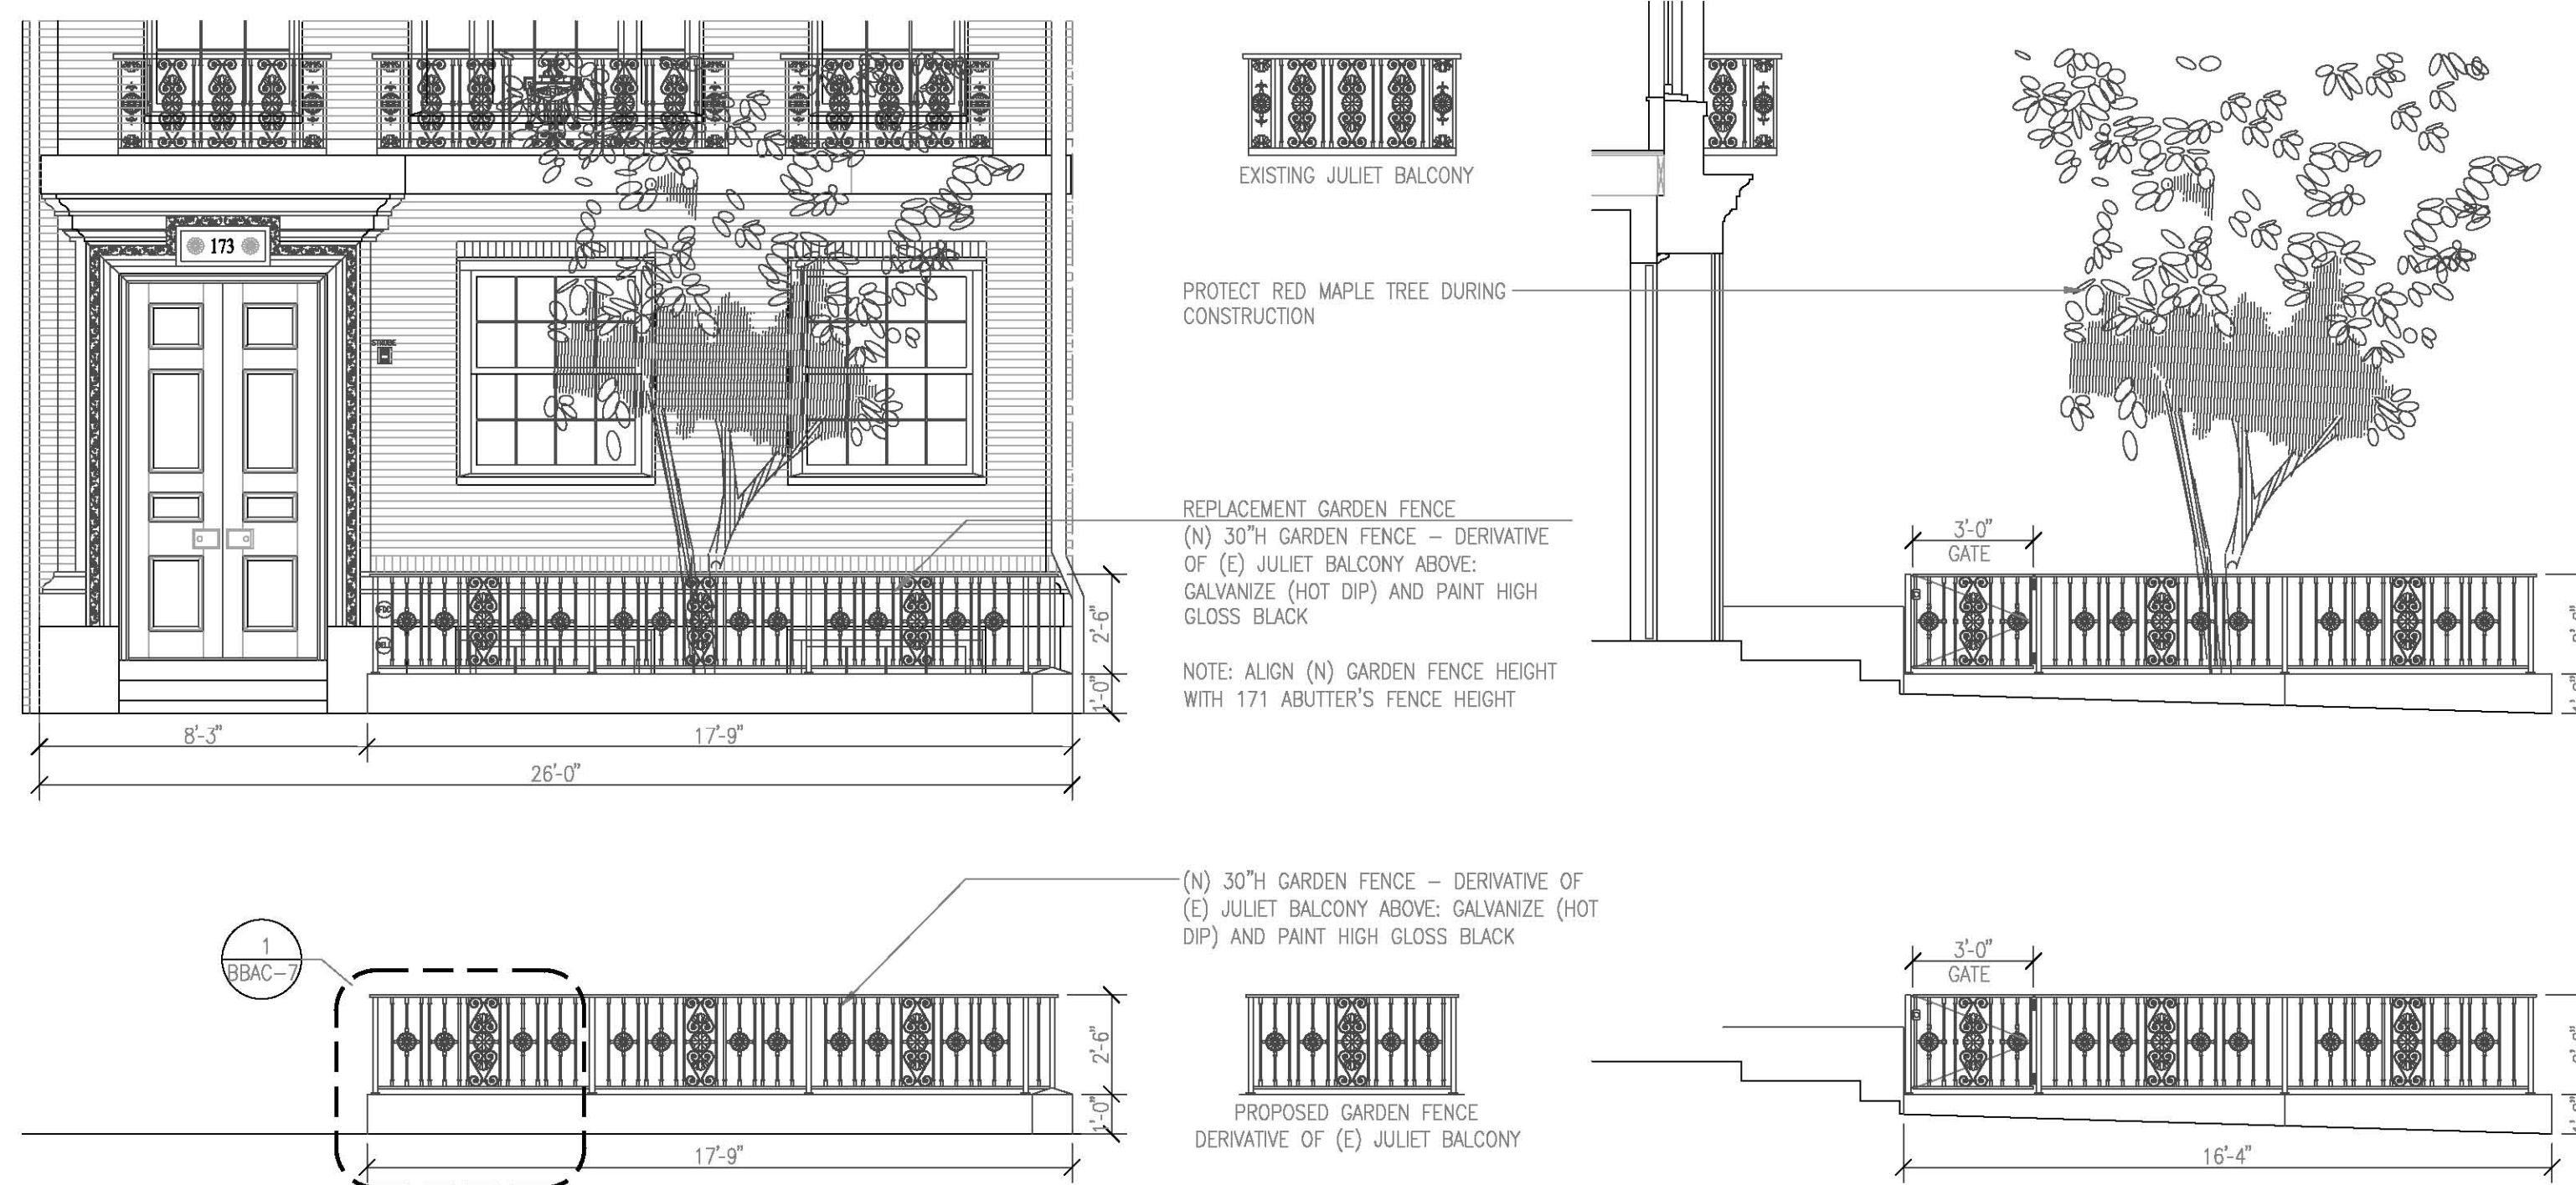 173
STROBE
FDC
8'-3"
17'-9"
26'-0"
2'-6"
1'-0"
EXISTING JULIET BALCONY
PROTECT RED MAPLE TREE DURING
CONSTRUCTION
REPLACEMENT GARDEN FENCE
(N) 30"H GARDEN FENCE – DERIVATIVE
OF (E) JULIET BALCONY ABOVE:
GALVANIZE (HOT DIP) AND PAINT HIGH
GLOSS BLACK
NOTE: ALIGN (N) GARDEN FENCE HEIGHT
WITH 171 ABUTTER'S FENCE HEIGHT
3'-0"
GATE
1
BBAC-7
(N) 30"H GARDEN FENCE – DERIVATIVE OF
(E) JULIET BALCONY ABOVE: GALVANIZE (HOT
DIP) AND PAINT HIGH GLOSS BLACK
2'-6"
1'-0"
17'-9"
PROPOSED GARDEN FENCE
DERIVATIVE OF (E) JULIET BALCONY
3'-0"
GATE
16'-4"